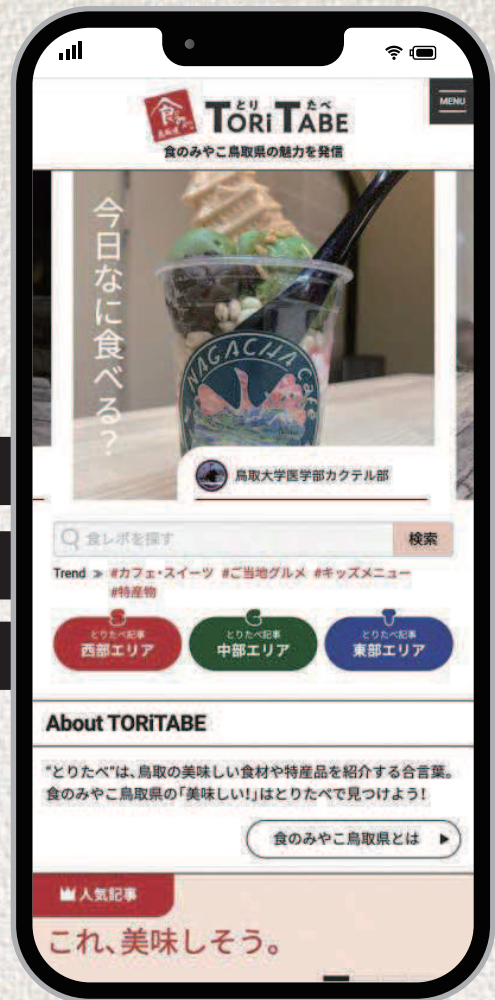 MENU
とり たべ
TORiTABE
食のみやこ鳥取県の魅力を発信
今日なに食べる?
NAGACHA Cafe
鳥取大学医学部カクテル部
食レポを探す
検索
Trend ≫ #カフェ・スイーツ #ご当地グルメ #キッズメニュー
#特産物
とりたべ記事
西部エリア
とりたべ記事
中部エリア
とりたべ記事
東部エリア
About TORiTABE
"とりたべ"は、鳥取の美味しい食材や特産品を紹介する合言葉。
食のみやこ鳥取県の「美味しい!」はとりたべで見つけよう!
食のみやこ鳥取県とは ▶
人気記事
これ、美味しそう。